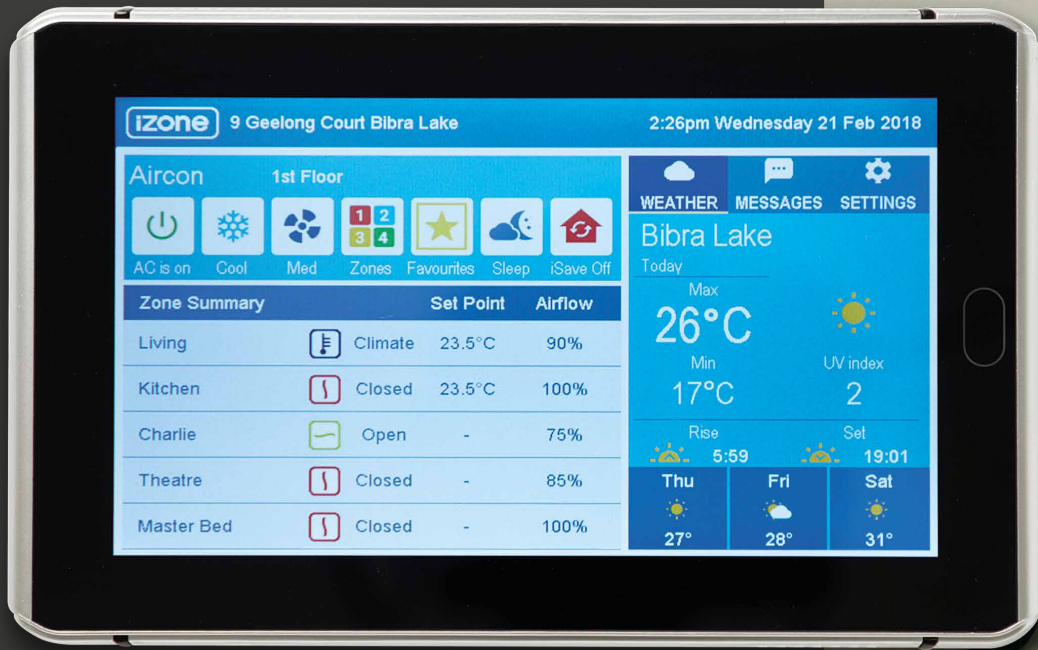 iZone 9 Geelong Court Bibra Lake 2:26pm Wednesday 21 Feb 2018
Aircon 1st Floor
1 2
3 4
AC is on Cool Med Zones Favourites Sleep iSave Off
Zone Summary Set Point Airflow
Living Climate 23.5°C 90%
Kitchen Closed 23.5°C 100%
Charlie Open - 75%
Theatre Closed - 85%
Master Bed Closed - 100%
WEATHER MESSAGES SETTINGS
Bibra Lake
Today
Max
26°C
Min UV index
17°C 2
Rise Set
5:59 19:01
Thu Fri Sat
27° 28° 31°